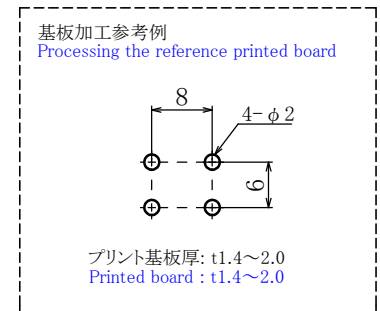 基板加工参考例
Processing the reference printed board
8
4-φ2
6
プリント基板厚: t1.4～2.0
Printed board : t1.4～2.0